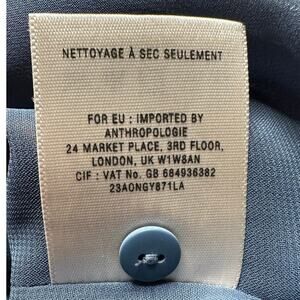 NETTOYAGE À SEC SEULEMENT
FOR EU : IMPORTED BY
ANTHROPOLOGIE
24 MARKET PLACE, 3RD FLOOR,
LONDON, UK W1W8AN
CIF : VAT No. GB 684936382
23AONGY871LA